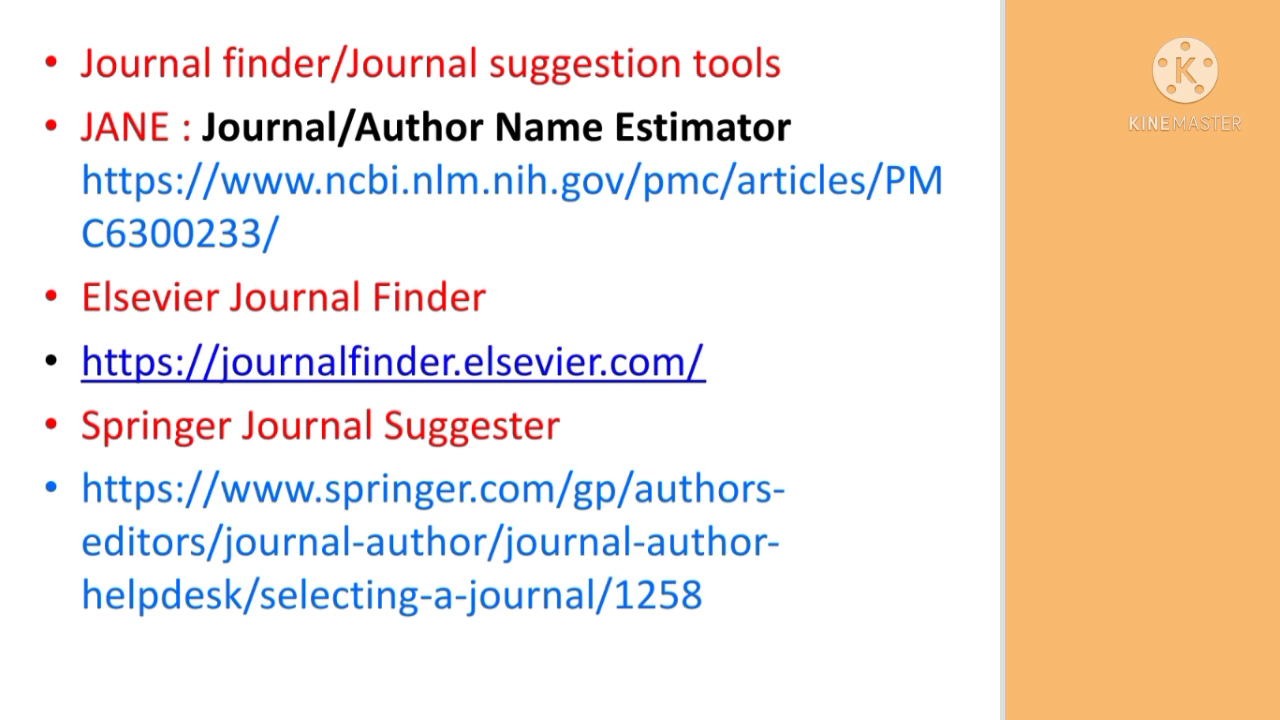 • Journal finder/Journal suggestion tools
• JANE : Journal/Author Name Estimator
https://www.ncbi.nlm.nih.gov/pmc/articles/PM
C6300233/
• Elsevier Journal Finder
• https://journalfinder.elsevier.com/
• Springer Journal Suggester
• https://www.springer.com/gp/authors-
editors/journal-author/journal-author-
helpdesk/selecting-a-journal/1258
K
KINEMASTER